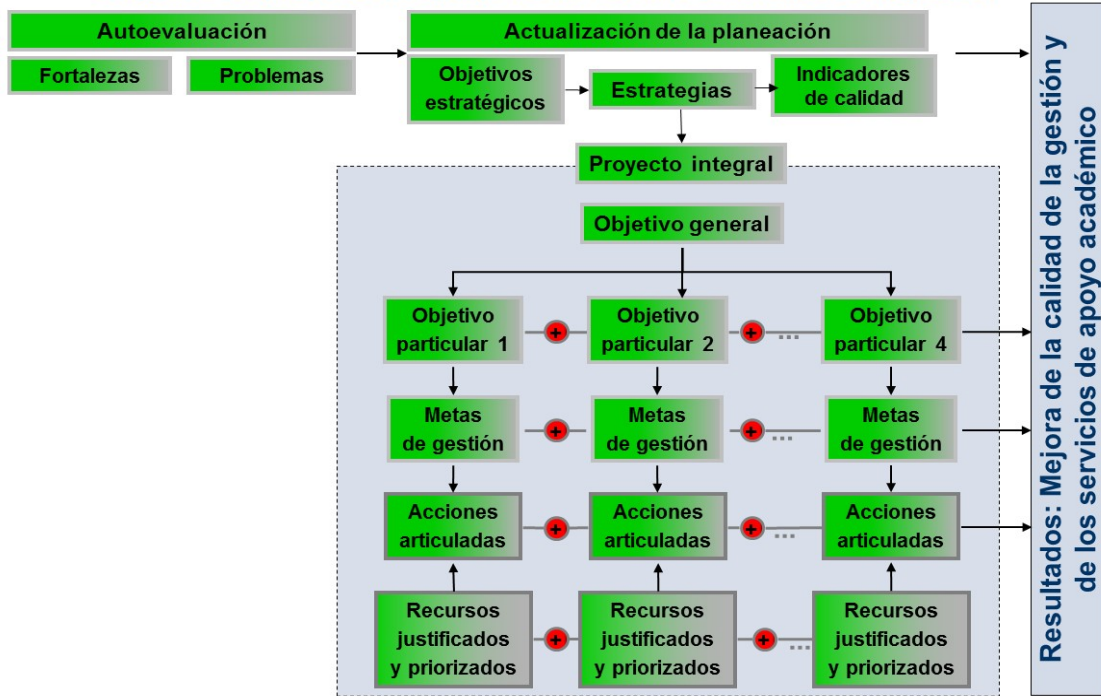 Autoevaluación
Fortalezas
Problemas
Actualización de la planeación
Objetivos
estratégicos
Estrategias
Indicadores
de calidad
Proyecto integral
Objetivo general
Objetivo
particular 1
+
Objetivo
particular 2
+
...
Objetivo
particular 4
Metas
de gestión
+
Metas
de gestión
+
...
Metas
de gestión
Acciones
articuladas
+
Acciones
articuladas
+
...
Acciones
articuladas
Recursos
justificados
y priorizados
+
Recursos
justificados
y priorizados
+
...
Recursos
justificados
y priorizados
Resultados: Mejora de la calidad de la gestión y
de los servicios de apoyo académico